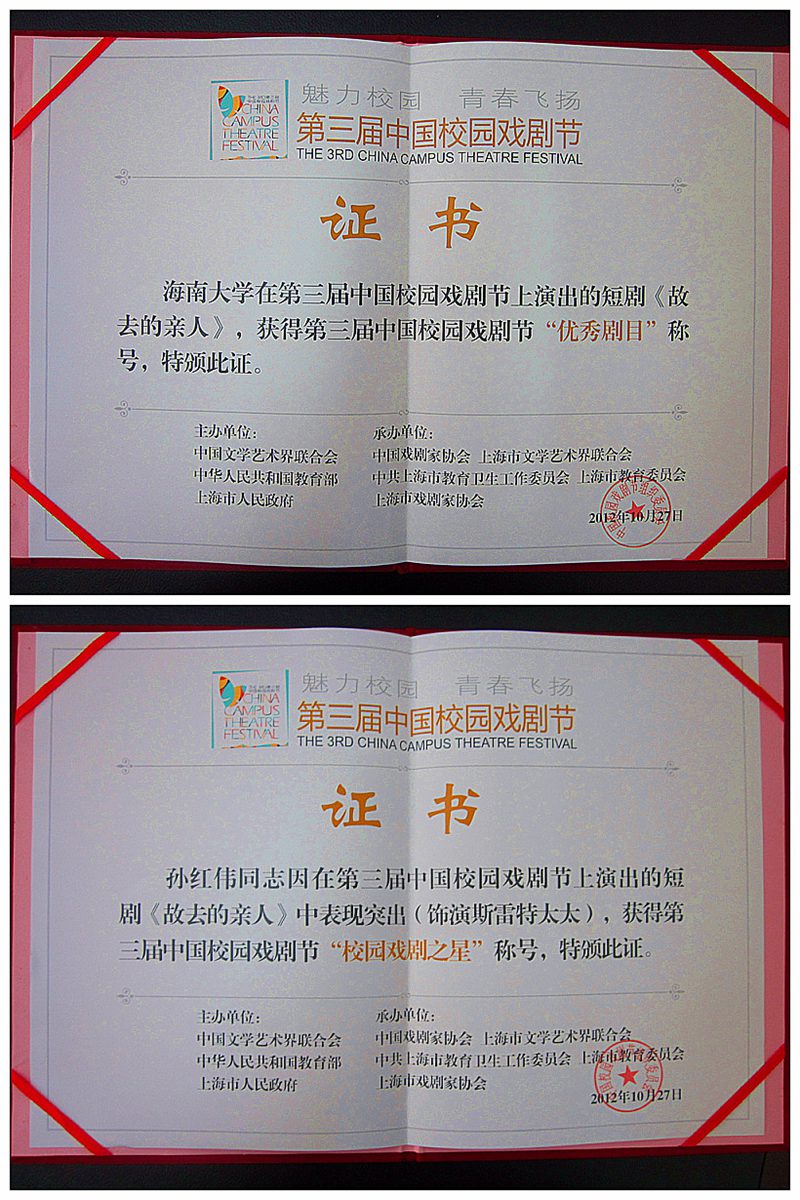 THE 3RD CHINA
中国校园戏剧节
CHINA
CAMPUS
THEATRE
FESTIVAL
魅力校园 青春飞扬
第三届中国校园戏剧节
THE 3RD CHINA CAMPUS THEATRE FESTIVAL
证书
海南大学在第三届中国校园戏剧节上演出的短剧《故
去的亲人》，获得第三届中国校园戏剧节“优秀剧目”称
号，特颁此证。
主办单位：
中国文学艺术界联合会
中华人民共和国教育部
上海市人民政府
承办单位：
中国戏剧家协会 上海市文学艺术界联合会
中共上海市教育卫生工作委员会 上海市教育委员会
上海市戏剧家协会
2012年10月27日
CHINA
CAMPUS
THEATRE
FESTIVAL
魅力校园 青春飞扬
第三届中国校园戏剧节
THE 3RD CHINA CAMPUS THEATRE FESTIVAL
证书
孙红伟同志因在第三届中国校园戏剧节上演出的短
剧《故去的亲人》中表现突出（饰演斯雷特太太），获得第
三届中国校园戏剧节“校园戏剧之星”称号，特颁此证。
主办单位：
中国文学艺术界联合会
中华人民共和国教育部
上海市人民政府
承办单位：
中国戏剧家协会 上海市文学艺术界联合会
中共上海市教育卫生工作委员会 上海市教育委员会
上海市戏剧家协会
2012年10月27日